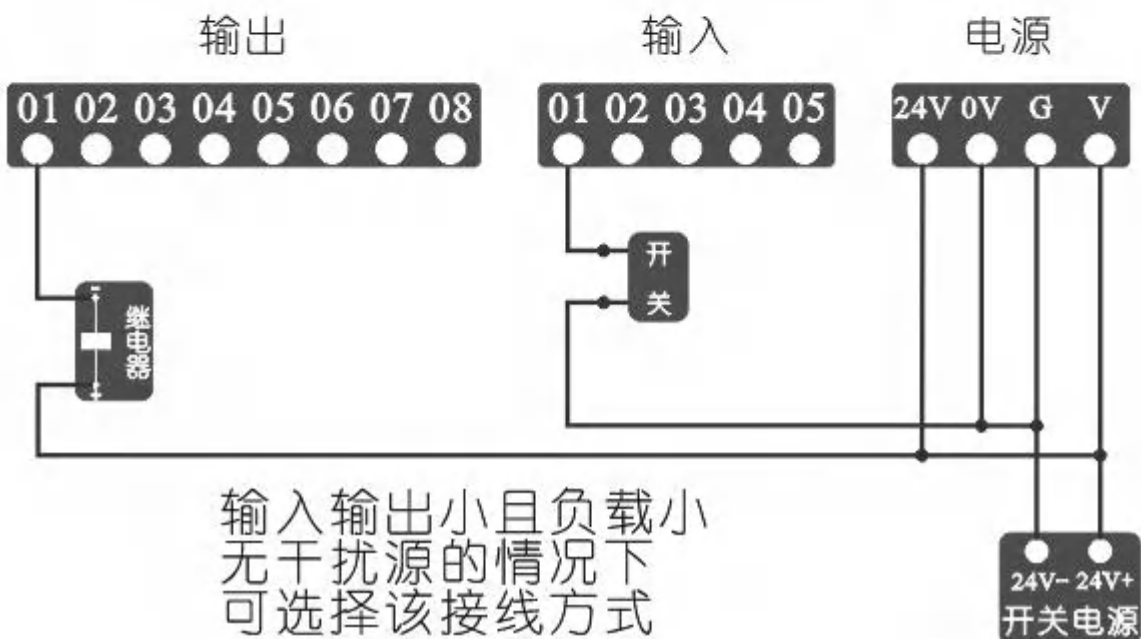 输出 输入 电源
01 02 03 04 05 06 07 08 01 02 03 04 05 24V 0V G V
开
关
-
继电器
+
输入输出小且负载小
无干扰源的情况下
可选择该接线方式
24V- 24V+
开关电源